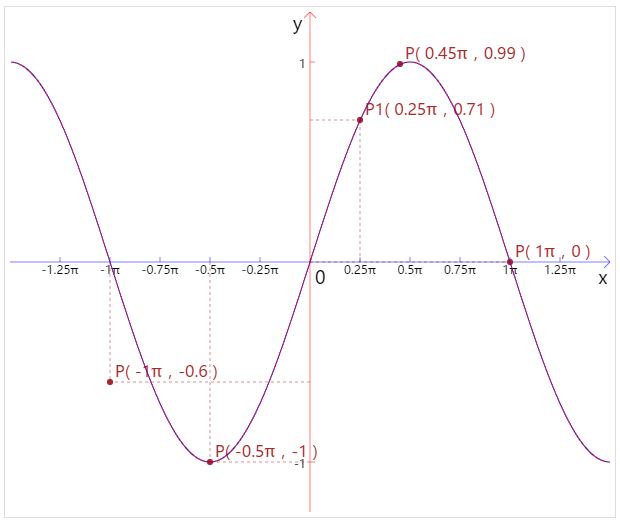 y
P( 0.45π , 0.99 )
1
P1( 0.25π , 0.71 )
P( 1π , 0 )
-1.25π -1π -0.75π -0.5π -0.25π 0.25π 0.5π 0.75π 1π 1.25π
0
x
P( -1π , -0.6 )
P( -0.5π , -1 )
-1